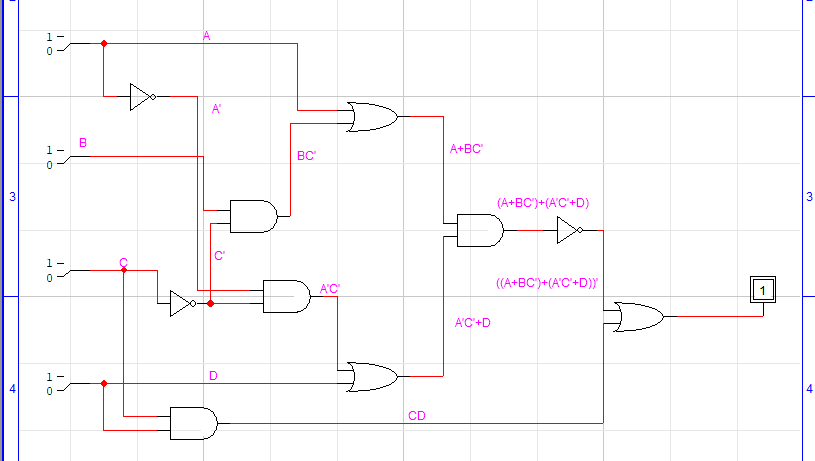 1
0
A
A'
B
1
0
BC'
A+BC'
3
3
(A+BC')+(A'C'+D)
C
1
0
C'
((A+BC')+(A'C'+D))'
A'C'
1
A'C'+D
D
1
0
4
4
CD